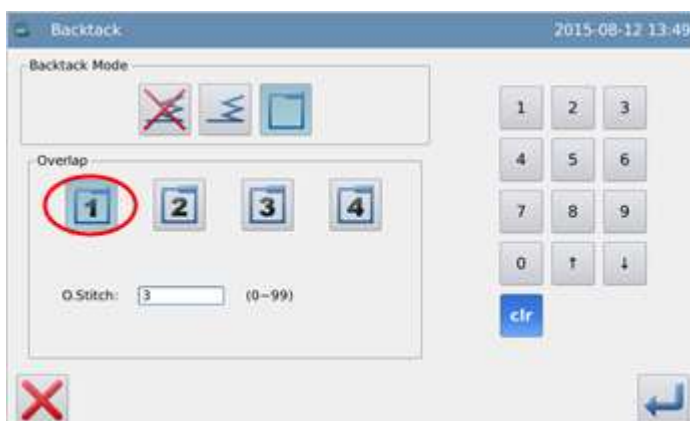 Backtack 2015-08-12 13:49
Backtack Mode
1 2 3
Overlap
4 5 6
1 2 3 4
7 8 9
0 ↑ ↓
O.Stitch: 3 (0~99)
clr